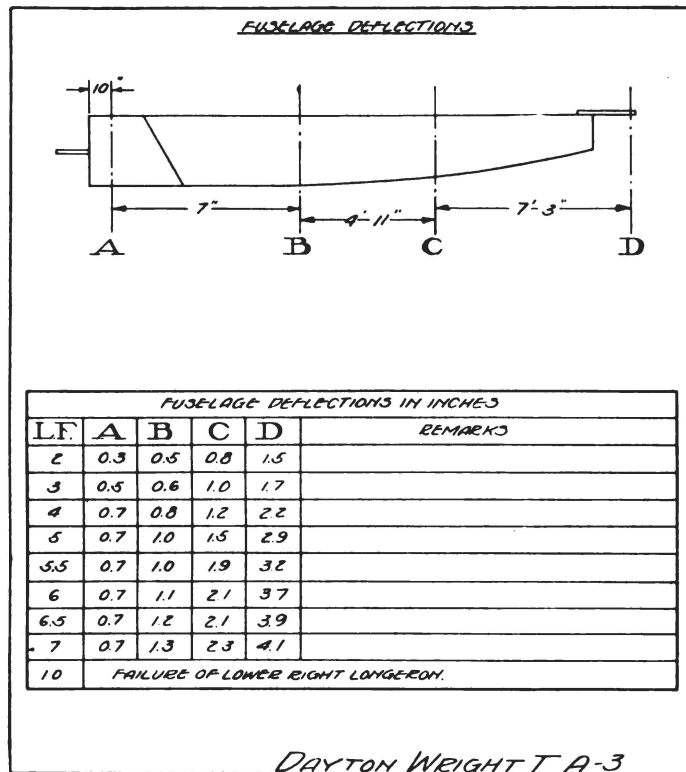 FUSELAGE DEFLECTIONS
10"
7" 4'-11" 7'-3"
A B C D
FUSELAGE DEFLECTIONS IN INCHES
L.F. A B C D REMARKS
2 0.3 0.5 0.8 1.5
3 0.5 0.6 1.0 1.7
4 0.7 0.8 1.2 2.2
5 0.7 1.0 1.5 2.9
5.5 0.7 1.0 1.9 3.2
6 0.7 1.1 2.1 3.7
6.5 0.7 1.2 2.1 3.9
7 0.7 1.3 2.3 4.1
10 FAILURE OF LOWER RIGHT LONGERON.
DAYTON WRIGHT T A-3